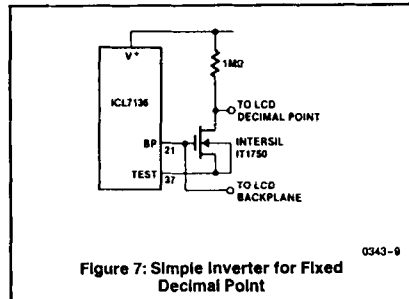 V+
1MΩ
ICL7136
TO LCD
DECIMAL POINT
BP
21
INTERSIL
IT1750
TEST
37
TO LCD
BACKPLANE
0343-9
Figure 7: Simple Inverter for Fixed
Decimal Point